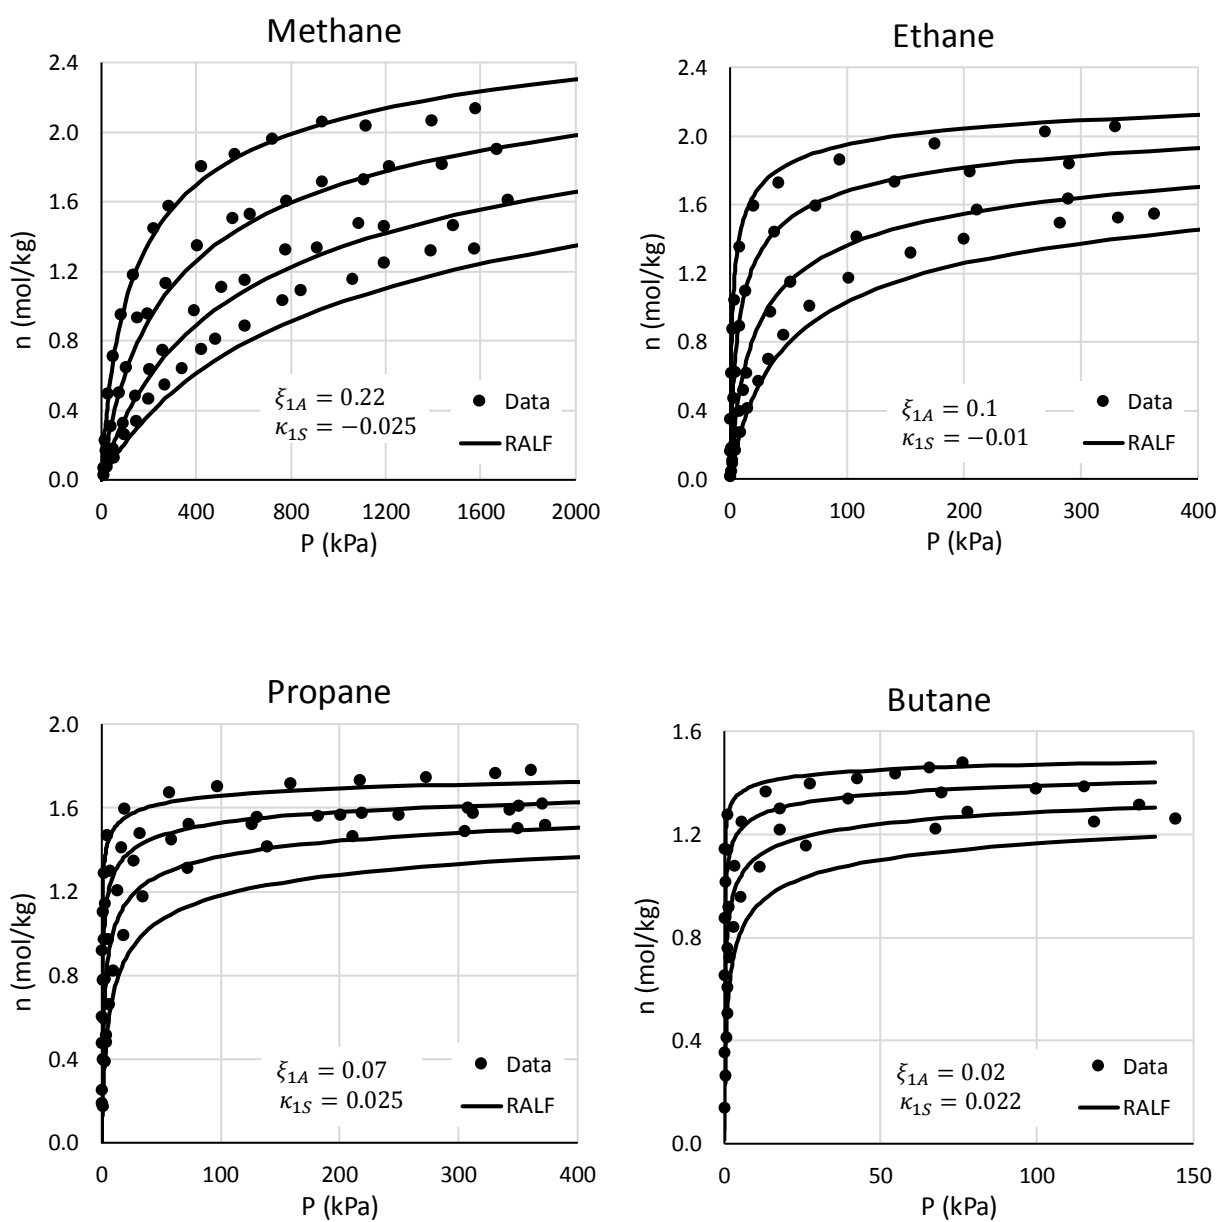 Methane
n (mol/kg)
2.4
2.0
1.6
1.2
0.8
0.4
0.0
ξ1A = 0.22
κ1S = −0.025
Data
RALF
0 400 800 1200 1600 2000
P (kPa)
Ethane
n (mol/kg)
2.4
2.0
1.6
1.2
0.8
0.4
0.0
ξ1A = 0.1
κ1S = −0.01
Data
RALF
0 100 200 300 400
P (kPa)
Propane
n (mol/kg)
2.0
1.6
1.2
0.8
0.4
0.0
ξ1A = 0.07
κ1S = 0.025
Data
RALF
0 100 200 300 400
P (kPa)
Butane
n (mol/kg)
1.6
1.2
0.8
0.4
0.0
ξ1A = 0.02
κ1S = 0.022
Data
RALF
0 50 100 150
P (kPa)